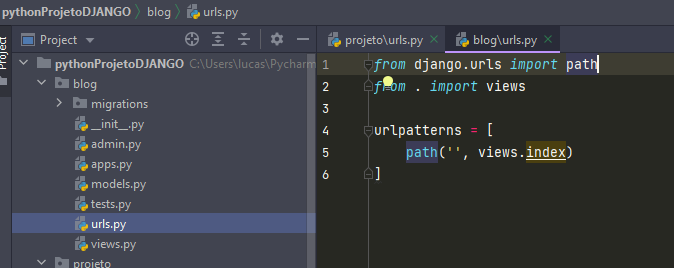 pythonProjetoDJANGO > blog > urls.py
Project
Project
projeto\urls.py
blog\urls.py
pythonProjetoDJANGO C:\Users\lucas\Pycharm
blog
migrations
__init__.py
admin.py
apps.py
models.py
tests.py
urls.py
views.py
projeto
1 from django.urls import path
2 from . import views
3
4 urlpatterns = [
5     path('', views.index)
6 ]